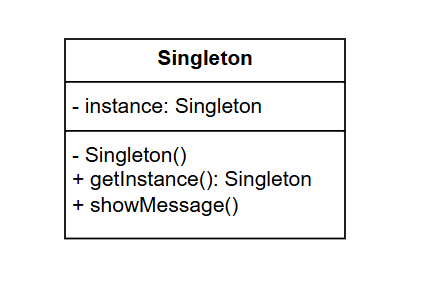 Singleton
- instance: Singleton
- Singleton()
+ getInstance(): Singleton
+ showMessage()